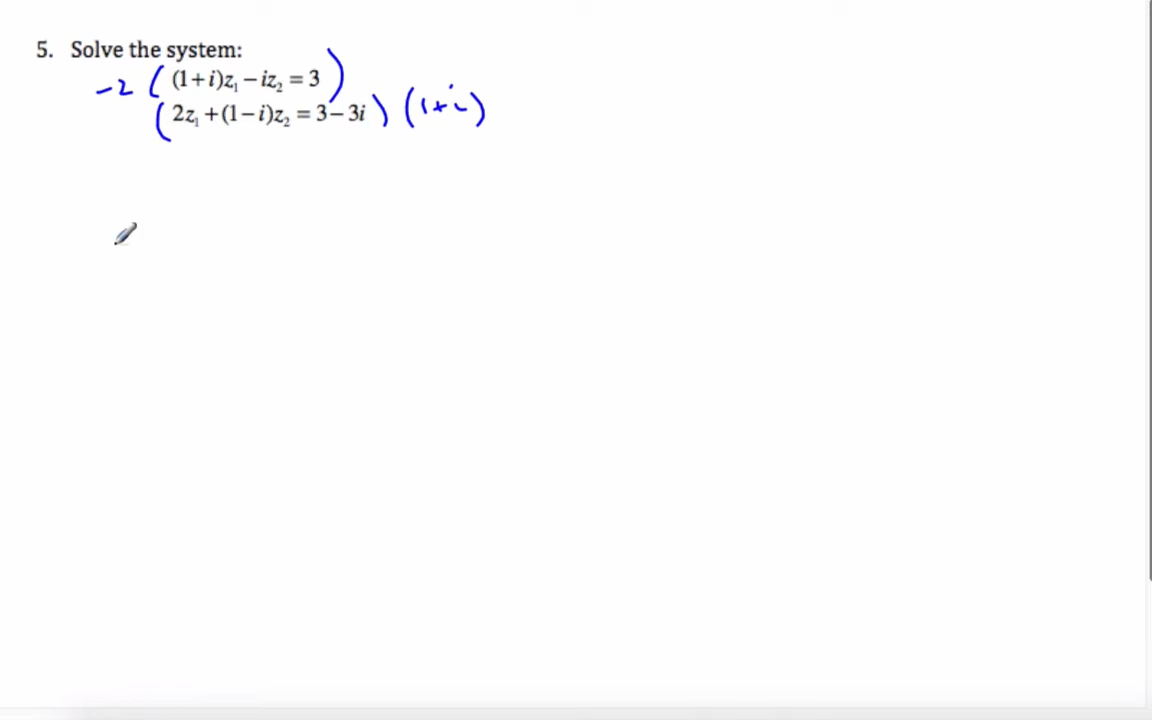 5. Solve the system:
-2 ( (1+i)z₁ − iz₂ = 3 )
( 2z₁ + (1−i)z₂ = 3 − 3i ) (1+i)